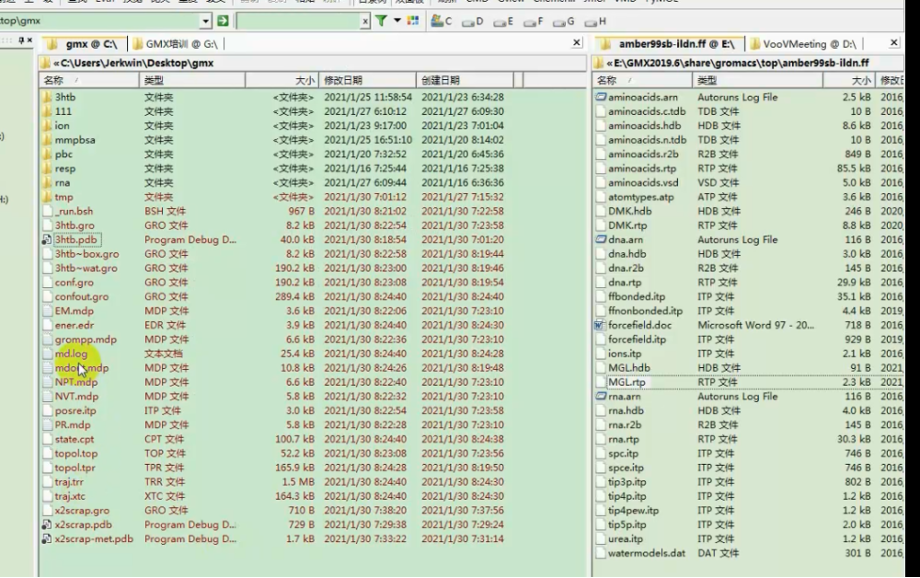 top\gmx C D E F G H
gmx @ C:\ GMX培训 @ G:\
«C:\Users\Jerkwin\Desktop\gmx
名称 类型 大小 修改日期 创建日期
3htb 文件夹 <文件夹> 2021/1/25 11:58:54 2021/1/23 6:34:28
111 文件夹 <文件夹> 2021/1/27 6:10:12 2021/1/27 6:09:30
ion 文件夹 <文件夹> 2021/1/23 9:17:00 2021/1/23 7:01:04
mmpbsa 文件夹 <文件夹> 2021/1/25 16:51:10 2021/1/20 8:14:02
pbc 文件夹 <文件夹> 2021/1/20 7:32:52 2021/1/20 6:45:36
resp 文件夹 <文件夹> 2021/1/16 7:25:44 2021/1/16 7:25:38
rna 文件夹 <文件夹> 2021/1/27 6:09:44 2021/1/16 6:36:36
tmp 文件夹 <文件夹> 2021/1/30 7:01:12 2021/1/27 7:15:32
_run.bsh BSH 文件 967 B 2021/1/30 8:21:02 2021/1/30 7:22:58
3htb.gro GRO 文件 8.2 kB 2021/1/30 8:22:54 2021/1/30 7:23:58
3htb.pdb Program Debug D... 40.0 kB 2021/1/30 8:18:54 2021/1/30 7:01:20
3htb~box.gro GRO 文件 8.2 kB 2021/1/30 8:22:58 2021/1/30 8:19:44
3htb~wat.gro GRO 文件 190.2 kB 2021/1/30 8:23:00 2021/1/30 8:19:46
conf.gro GRO 文件 190.2 kB 2021/1/30 8:23:08 2021/1/30 8:19:54
confout.gro GRO 文件 289.4 kB 2021/1/30 8:24:40 2021/1/30 8:24:40
EM.mdp MDP 文件 3.6 kB 2021/1/30 8:22:06 2021/1/30 7:23:10
ener.edr EDR 文件 3.9 kB 2021/1/30 8:24:40 2021/1/30 8:24:30
grompp.mdp MDP 文件 6.6 kB 2021/1/30 8:22:36 2021/1/30 7:23:10
md.log 文本文档 25.4 kB 2021/1/30 8:24:40 2021/1/30 8:24:28
mdout.mdp MDP 文件 10.8 kB 2021/1/30 8:24:26 2021/1/30 8:19:48
NPT.mdp MDP 文件 6.6 kB 2021/1/30 8:22:40 2021/1/30 7:23:10
NVT.mdp MDP 文件 5.8 kB 2021/1/30 8:22:32 2021/1/30 7:23:10
posre.itp ITP 文件 3.0 kB 2021/1/30 8:22:54 2021/1/30 7:23:58
PR.mdp MDP 文件 5.8 kB 2021/1/30 8:22:28 2021/1/30 7:23:10
state.cpt CPT 文件 100.7 kB 2021/1/30 8:24:40 2021/1/30 8:24:38
topol.top TOP 文件 52.2 kB 2021/1/30 8:23:08 2021/1/30 7:23:56
topol.tpr TPR 文件 165.9 kB 2021/1/30 8:24:28 2021/1/30 8:19:50
traj.trr TRR 文件 1.5 MB 2021/1/30 8:24:40 2021/1/30 8:24:30
traj.xtc XTC 文件 164.3 kB 2021/1/30 8:24:40 2021/1/30 8:24:30
x2scrap.gro GRO 文件 710 B 2021/1/30 7:38:20 2021/1/30 7:37:56
x2scrap.pdb Program Debug D... 729 B 2021/1/30 7:29:38 2021/1/30 7:29:24
x2scrap-met.pdb Program Debug D... 1.7 kB 2021/1/30 7:33:22 2021/1/30 7:31:14
amber99sb-ildn.ff @ E:\ VooVMeeting @ D:\
«E:\GMX2019.6\share\gromacs\top\amber99sb-ildn.ff
名称 类型 大小 修改日
aminoacids.arn Autoruns Log File 2.5 kB 2016
aminoacids.c.tdb TDB 文件 10 B 2016
aminoacids.hdb HDB 文件 8.6 kB 2016
aminoacids.n.tdb TDB 文件 10 B 2016
aminoacids.r2b R2B 文件 849 B 2016
aminoacids.rtp RTP 文件 85.5 kB 2016
aminoacids.vsd VSD 文件 5.0 kB 2016
atomtypes.atp ATP 文件 3.6 kB 2016
DMK.hdb HDB 文件 246 B 2020
DMK.rtp RTP 文件 8.8 kB 2020
dna.arn Autoruns Log File 116 B 2016
dna.hdb HDB 文件 3.0 kB 2016
dna.r2b R2B 文件 145 B 2016
dna.rtp RTP 文件 29.9 kB 2016
ffbonded.itp ITP 文件 35.1 kB 2016
ffnonbonded.itp ITP 文件 4.4 kB 2016
forcefield.doc Microsoft Word 97 - 20... 718 B 2016
forcefield.itp ITP 文件 929 B 2016
ions.itp ITP 文件 2.1 kB 2016
MGL.hdb HDB 文件 91 B 2021
MGL.rtp RTP 文件 2.3 kB 2021
rna.arn Autoruns Log File 116 B 2016
rna.hdb HDB 文件 4.0 kB 2016
rna.r2b R2B 文件 145 B 2016
rna.rtp RTP 文件 30.3 kB 2016
spc.itp ITP 文件 746 B 2016
spce.itp ITP 文件 746 B 2016
tip3p.itp ITP 文件 802 B 2016
tip4p.itp ITP 文件 1.2 kB 2016
tip4pew.itp ITP 文件 1.2 kB 2016
tip5p.itp ITP 文件 2.0 kB 2016
urea.itp ITP 文件 1.2 kB 2016
watermodels.dat DAT 文件 301 B 2016